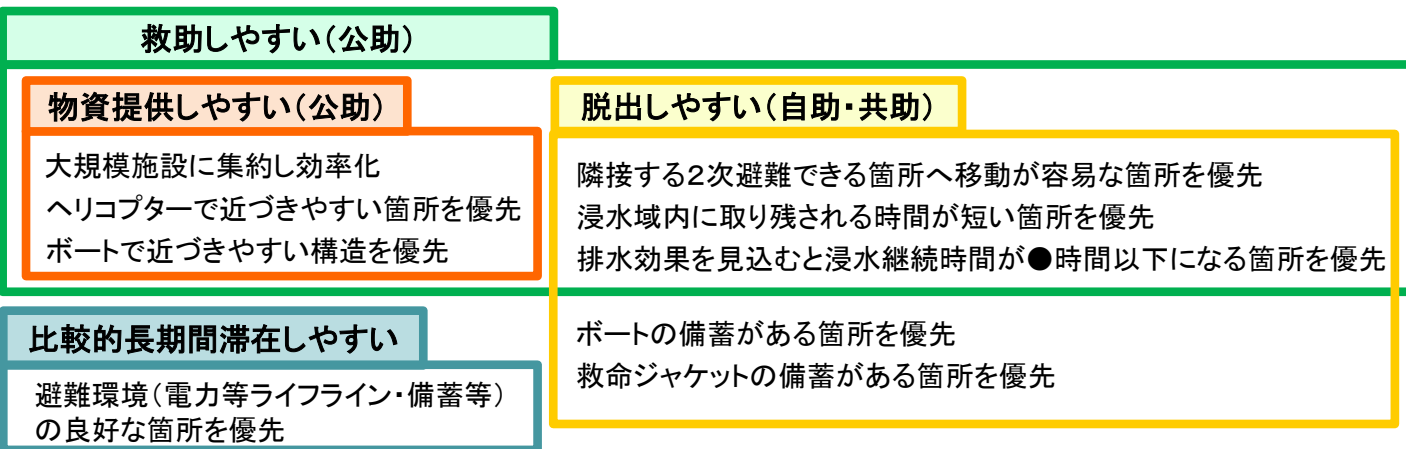 救助しやすい(公助)
物資提供しやすい(公助)
大規模施設に集約し効率化
ヘリコプターで近づきやすい箇所を優先
ボートで近づきやすい構造を優先
脱出しやすい(自助・共助)
隣接する2次避難できる箇所へ移動が容易な箇所を優先
浸水域内に取り残される時間が短い箇所を優先
排水効果を見込むと浸水継続時間が●時間以下になる箇所を優先
ボートの備蓄がある箇所を優先
救命ジャケットの備蓄がある箇所を優先
比較的長期間滞在しやすい
避難環境(電力等ライフライン・備蓄等)
の良好な箇所を優先